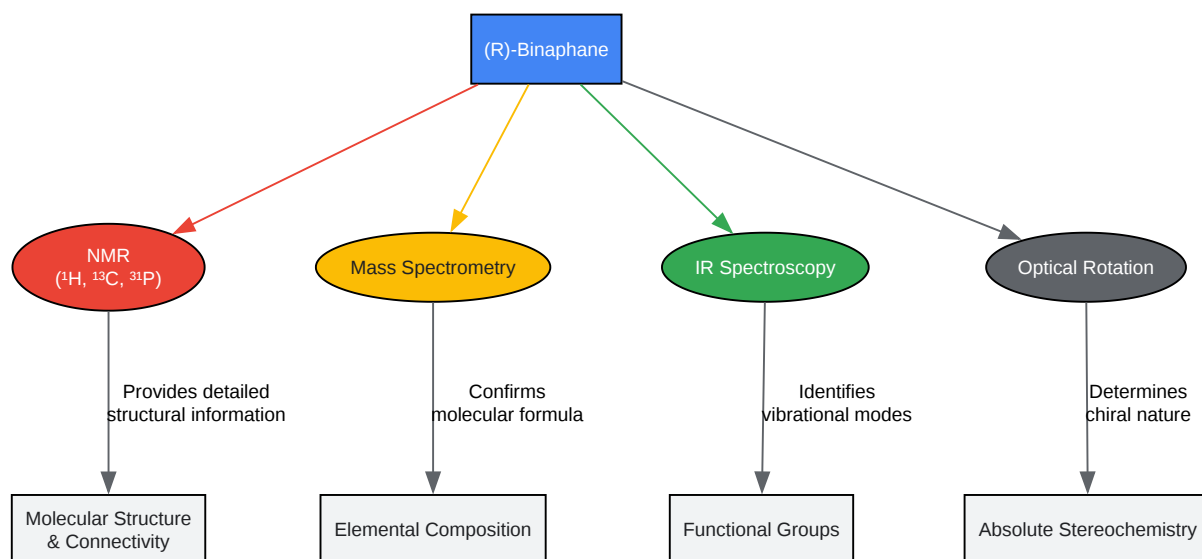 (R)-Binaphane
NMR
(¹H, ¹³C, ³¹P)
Mass Spectrometry
IR Spectroscopy
Optical Rotation
Provides detailed
structural information
Confirms
molecular formula
Identifies
vibrational modes
Determines
chiral nature
Molecular Structure
& Connectivity
Elemental Composition
Functional Groups
Absolute Stereochemistry